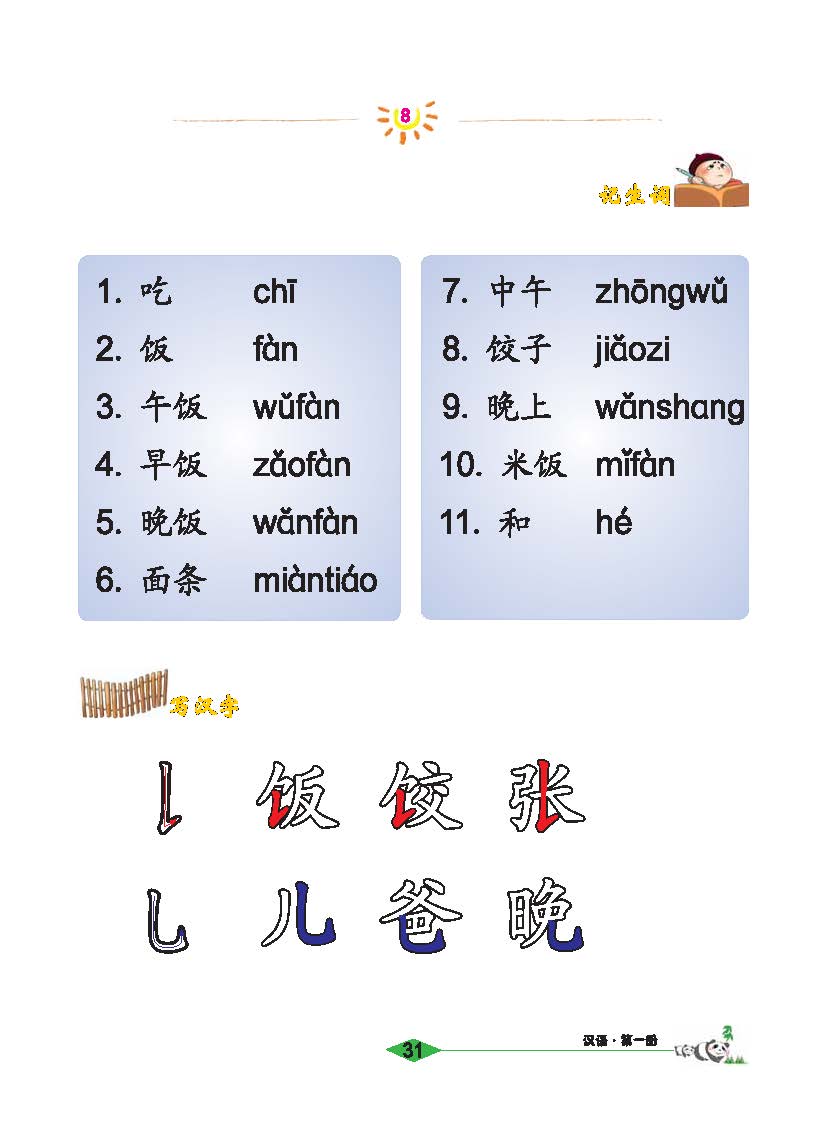 8
记生词
1. 吃 chī
2. 饭 fàn
3. 午饭 wǔfàn
4. 早饭 zǎofàn
5. 晚饭 wǎnfàn
6. 面条 miàntiáo
7. 中午 zhōngwǔ
8. 饺子 jiǎozi
9. 晚上 wǎnshang
10. 米饭 mǐfàn
11. 和 hé
写汉字
饭 饺 张
乚 儿 爸 晚
31
汉语·第一册